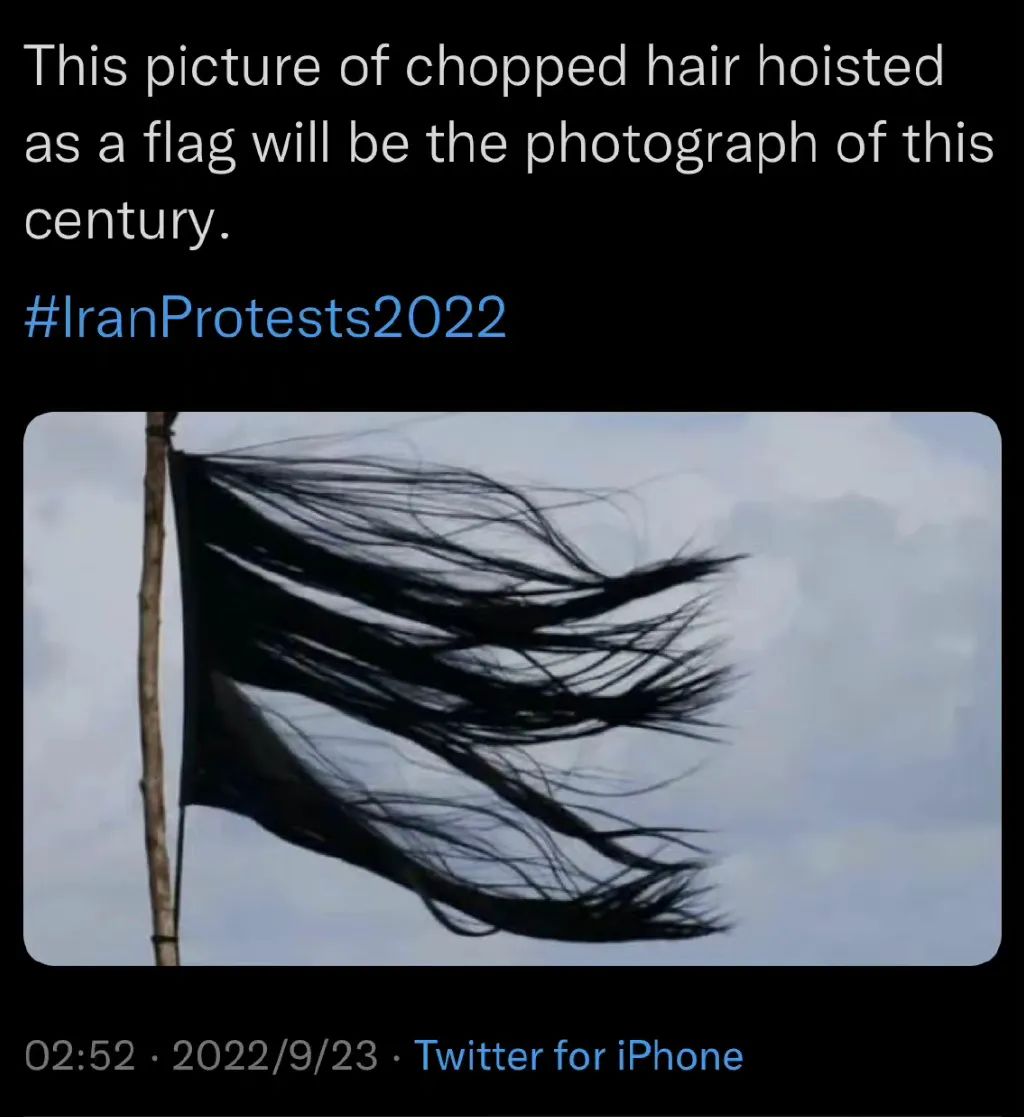 This picture of chopped hair hoisted
as a flag will be the photograph of this
century.
#IranProtests2022
02:52 · 2022/9/23 · Twitter for iPhone